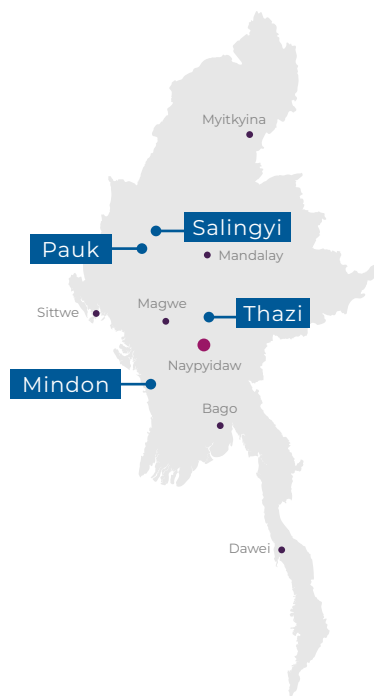 Myitkyina
Salingyi
Pauk
Mandalay
Magwe
Sittwe
Thazi
Naypyidaw
Mindon
Bago
Dawei